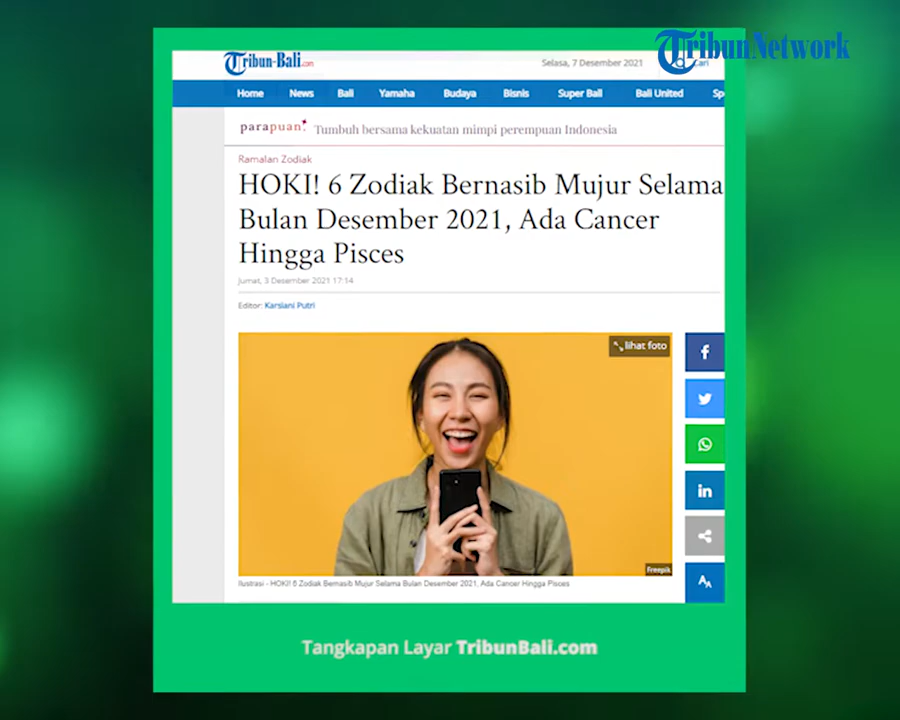 TribunNetwork
Tribun-Bali.com
Selasa, 7 Desember 2021
Cari
Home News Bali Yamaha Budaya Bisnis Super Ball Bali United Sp
parapuan. Tumbuh bersama kekuatan mimpi perempuan Indonesia
Ramalan Zodiak
HOKI! 6 Zodiak Bernasib Mujur Selama
Bulan Desember 2021, Ada Cancer
Hingga Pisces
Jumat, 3 Desember 2021 17:14
Editor: Karsiani Putri
lihat foto
Freepik
Ilustrasi - HOKI! 6 Zodiak Bernasib Mujur Selama Bulan Desember 2021, Ada Cancer Hingga Pisces
f
in
AA
Tangkapan Layar TribunBali.com